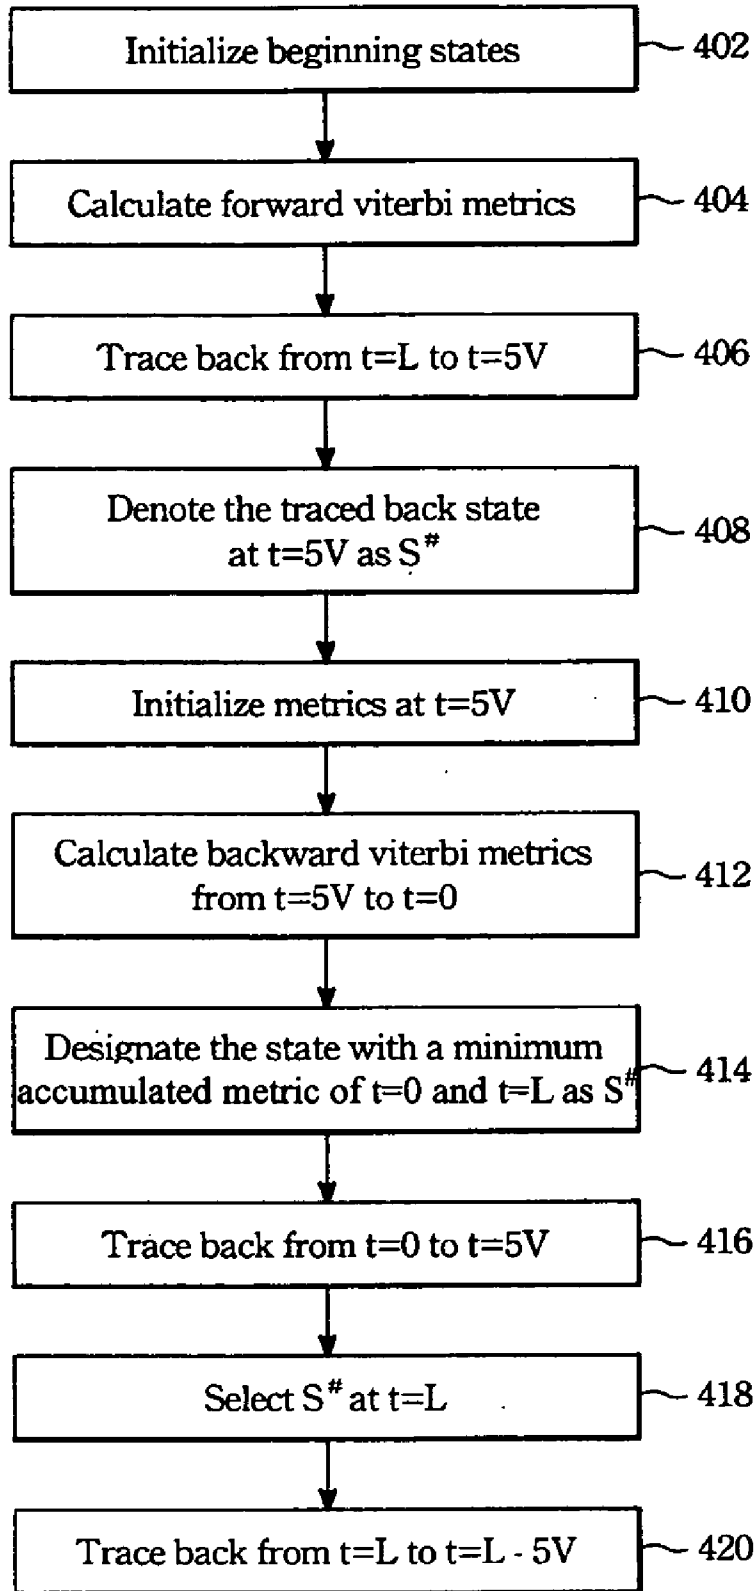 Initialize beginning states
402
Calculate forward viterbi metrics
404
Trace back from t=L to t=5V
406
Denote the traced back state
at t=5V as S#
408
Initialize metrics at t=5V
410
Calculate backward viterbi metrics
from t=5V to t=0
412
Designate the state with a minimum
accumulated metric of t=0 and t=L as S#
414
Trace back from t=0 to t=5V
416
Select S# at t=L
418
Trace back from t=L to t=L - 5V
420